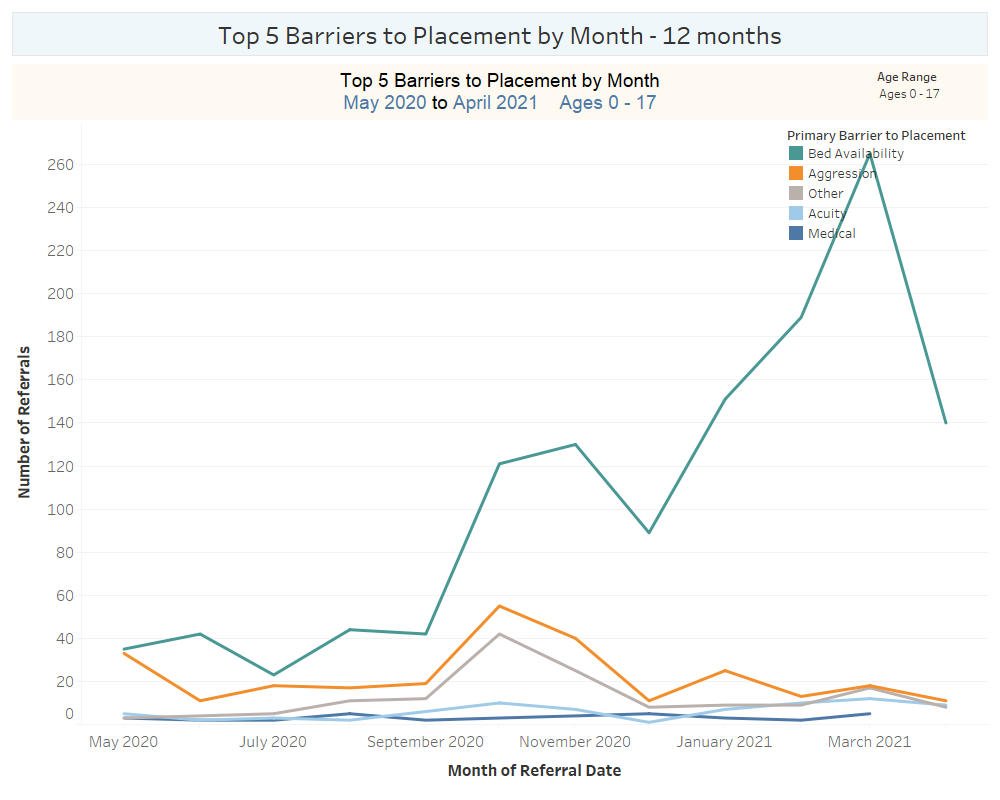 Top 5 Barriers to Placement by Month - 12 months
Top 5 Barriers to Placement by Month
May 2020 to April 2021 Ages 0 - 17
Age Range
Ages 0 - 17
Primary Barrier to Placement
Bed Availability
Aggression
Other
Acuity
Medical
Number of Referrals
260
240
220
200
180
160
140
120
100
80
60
40
20
0
May 2020 July 2020 September 2020 November 2020 January 2021 March 2021
Month of Referral Date